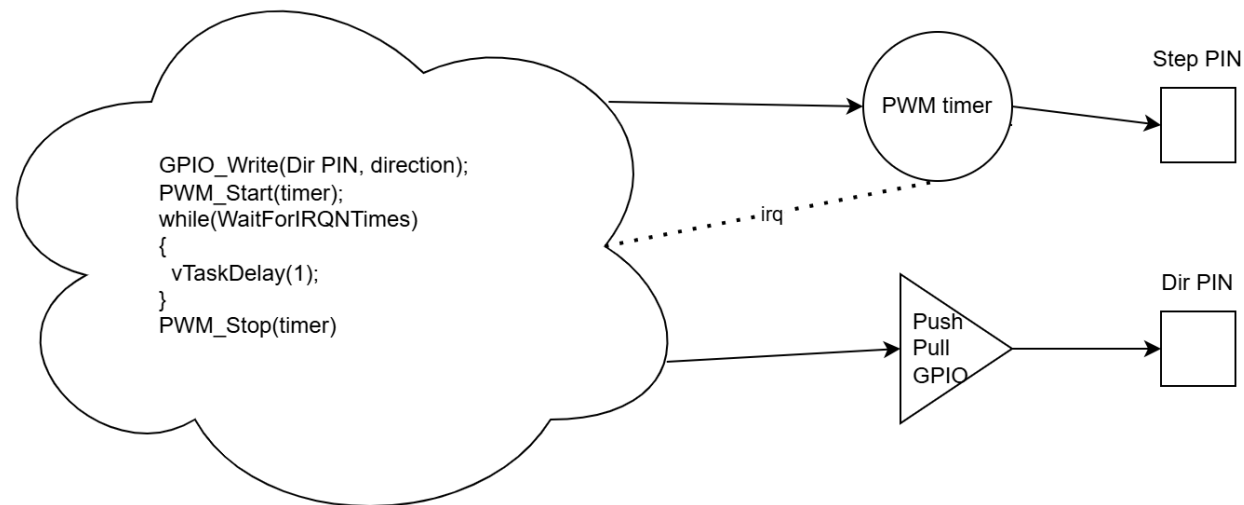 GPIO_Write(Dir PIN, direction);
PWM_Start(timer);
while(WaitForIRQNTimes)
{
  vTaskDelay(1);
}
PWM_Stop(timer)
PWM timer
Step PIN
irq
Push
Pull
GPIO
Dir PIN